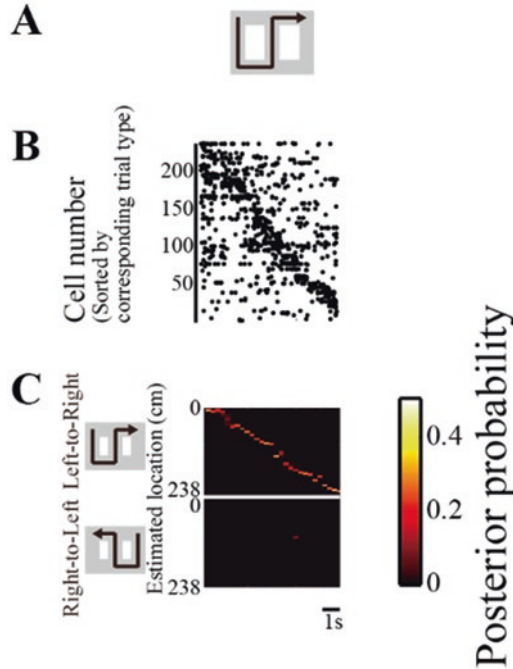 A
B
Cell number
(Sorted by
corresponding trial type)
200
150
100
50
C
Right-to-Left Left-to-Right
Estimated location (cm)
0
238
0
238
1s
0.4
0.2
0
Posterior probability